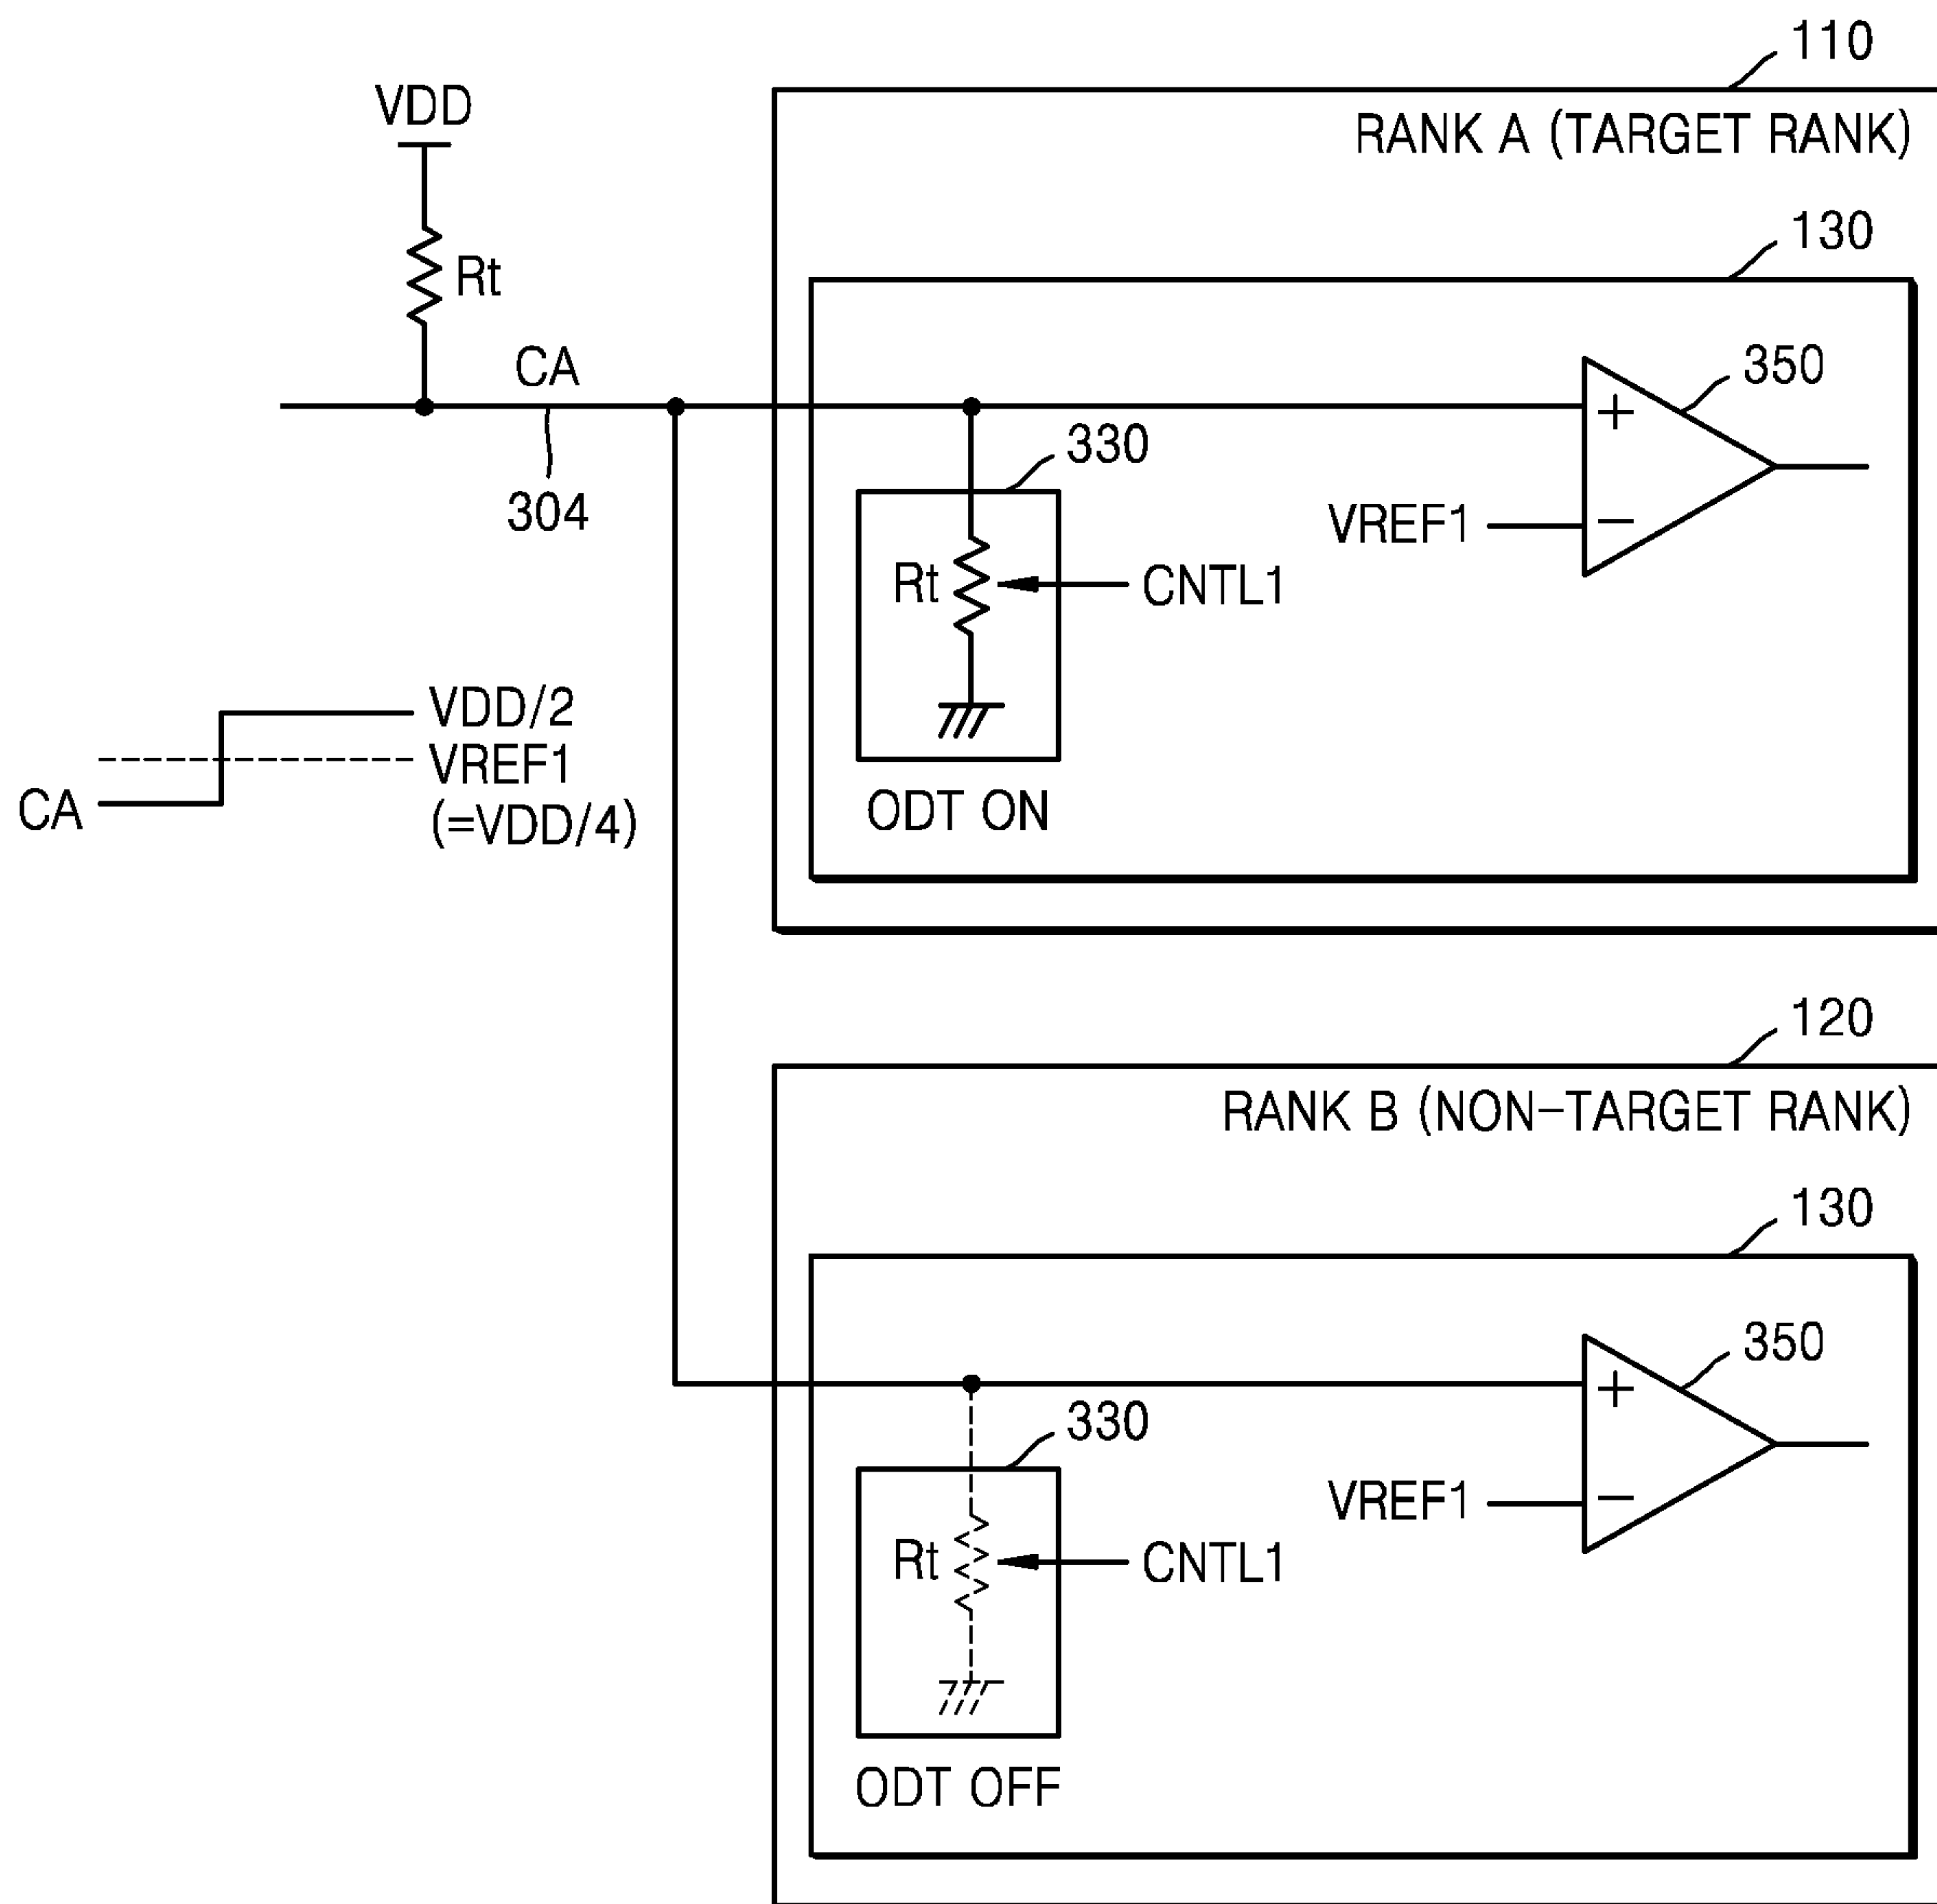 110
VDD
RANK A (TARGET RANK)
130
Rt
CA
350
+
330
304
VREF1
−
Rt
CNTL1
VDD/2
VREF1
CA
(=VDD/4)
ODT ON
120
RANK B (NON-TARGET RANK)
130
350
+
330
VREF1
−
Rt
CNTL1
ODT OFF